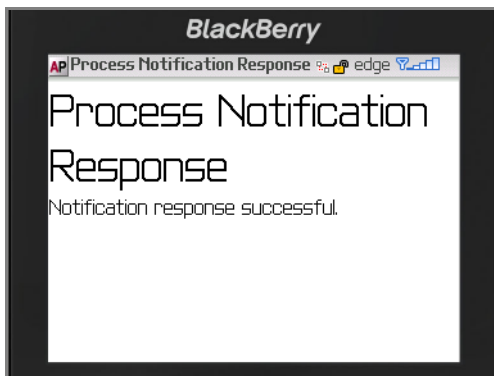 BlackBerry
AP Process Notification Response edge
Process Notification
Response
Notification response successful.